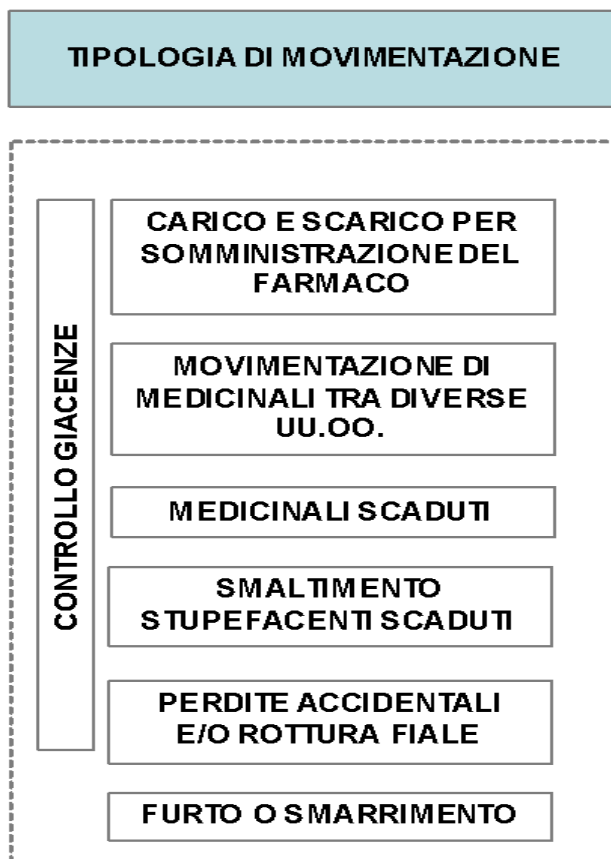 TIPOLOGIA DI MOVIMENTAZIONE
CONTROLLO GIACENZE
CARICO E SCARICO PER
SOMMINISTRAZIONE DEL
FARMACO
MOVIMENTAZIONE DI
MEDICINALI TRA DIVERSE
UU.OO.
MEDICINALI SCADUTI
SMALTIMENTO
STUPEFACENTI SCADUTI
PERDITE ACCIDENTALI
E/O ROTTURA FIALE
FURTO O SMARRIMENTO